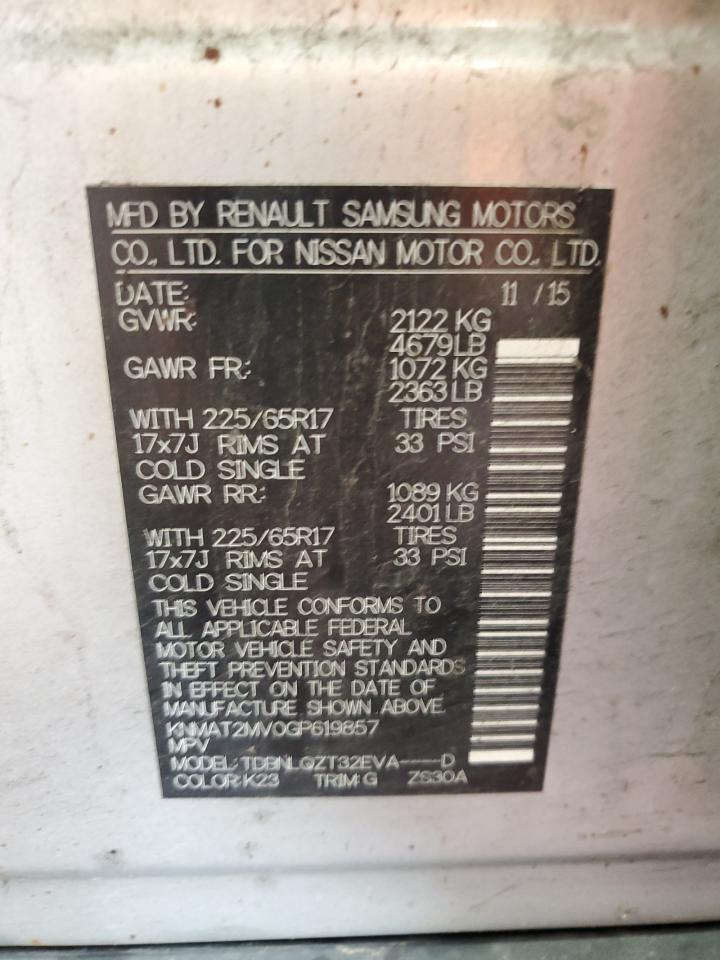 MFD BY RENAULT SAMSUNG MOTORS
CO., LTD. FOR NISSAN MOTOR CO., LTD.
DATE: 11 /15
GVWR: 2122 KG
4679LB
GAWR FR: 1072 KG
2363LB
WITH 225/65R17 TIRES
17x7J RIMS AT 33 PSI
COLD SINGLE
GAWR RR: 1089 KG
2401LB
WITH 225/65R17 TIRES
17x7J RIMS AT 33 PSI
COLD SINGLE
THIS VEHICLE CONFORMS TO
ALL APPLICABLE FEDERAL
MOTOR VEHICLE SAFETY AND
THEFT PREVENTION STANDARDS
IN EFFECT ON THE DATE OF
MANUFACTURE SHOWN ABOVE.
KNMAT2MV0GP619857
MPV
MODEL: TDBNLQZT32EVA----D
COLOR:K23 TRIM:G ZS30A